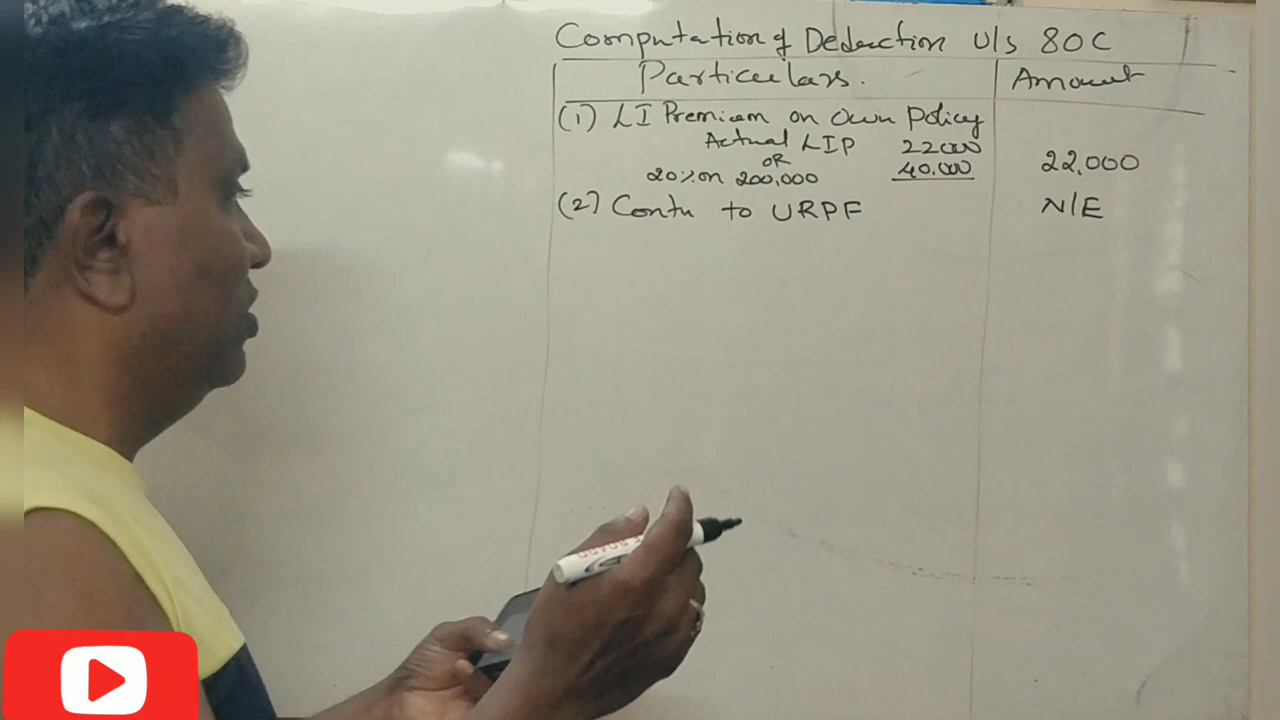 Computation of Deduction U/s 80C
Particulars. Amount
(1) LI Premium on Own Policy
Actual LIP 22000
OR
20% on 200,000 40,000 22,000
(2) Contn to URPF N/E